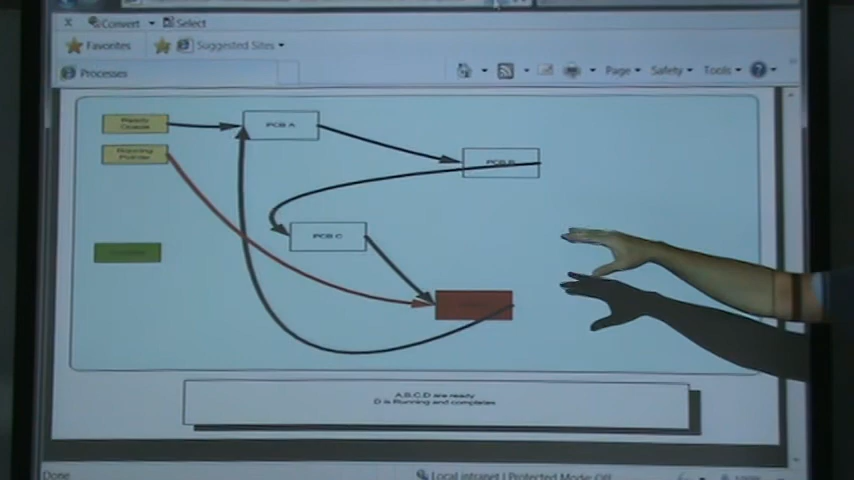 x Convert Select
Favorites Suggested Sites
Processes
Page Safety Tools
Ready
Queue
PCB A
Running
Pointer
PCB B
PCB C
A,B,C,D are ready
D is Running and completes
Done Local intranet | Protected Mode: Off